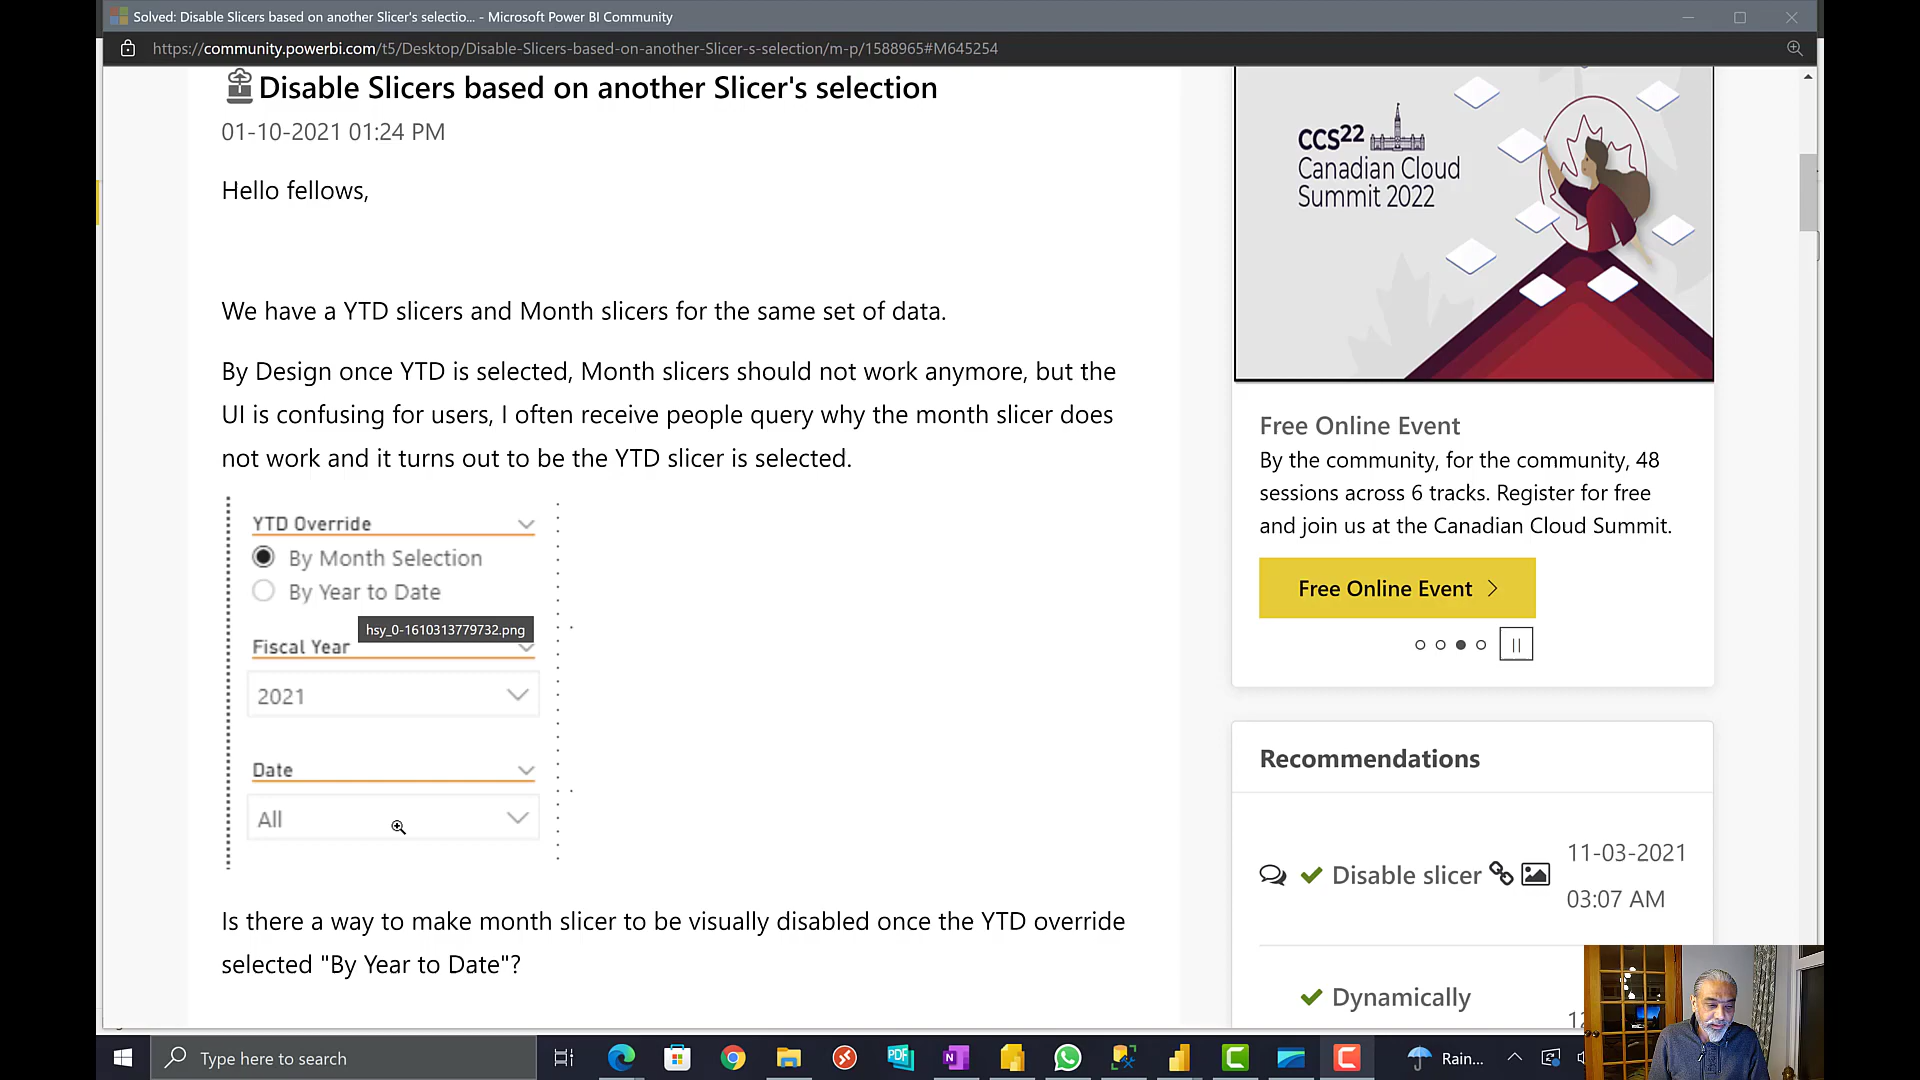 Solved: Disable Slicers based on another Slicer's selectio... - Microsoft Power BI Community
https://community.powerbi.com/t5/Desktop/Disable-Slicers-based-on-another-Slicer-s-selection/m-p/1588965#M645254
Disable Slicers based on another Slicer's selection
01-10-2021 01:24 PM
Hello fellows,
We have a YTD slicers and Month slicers for the same set of data.
By Design once YTD is selected, Month slicers should not work anymore, but the
UI is confusing for users, I often receive people query why the month slicer does
not work and it turns out to be the YTD slicer is selected.
YTD Override
By Month Selection
By Year to Date
hsy_0-1610313779732.png
Fiscal Year
2021
Date
All
Is there a way to make month slicer to be visually disabled once the YTD override
selected "By Year to Date"?
CCS22
Canadian Cloud
Summit 2022
Free Online Event
By the community, for the community, 48
sessions across 6 tracks. Register for free
and join us at the Canadian Cloud Summit.
Free Online Event
Recommendations
Disable slicer
11-03-2021
03:07 AM
Dynamically
Type here to search
PDF
Rain...